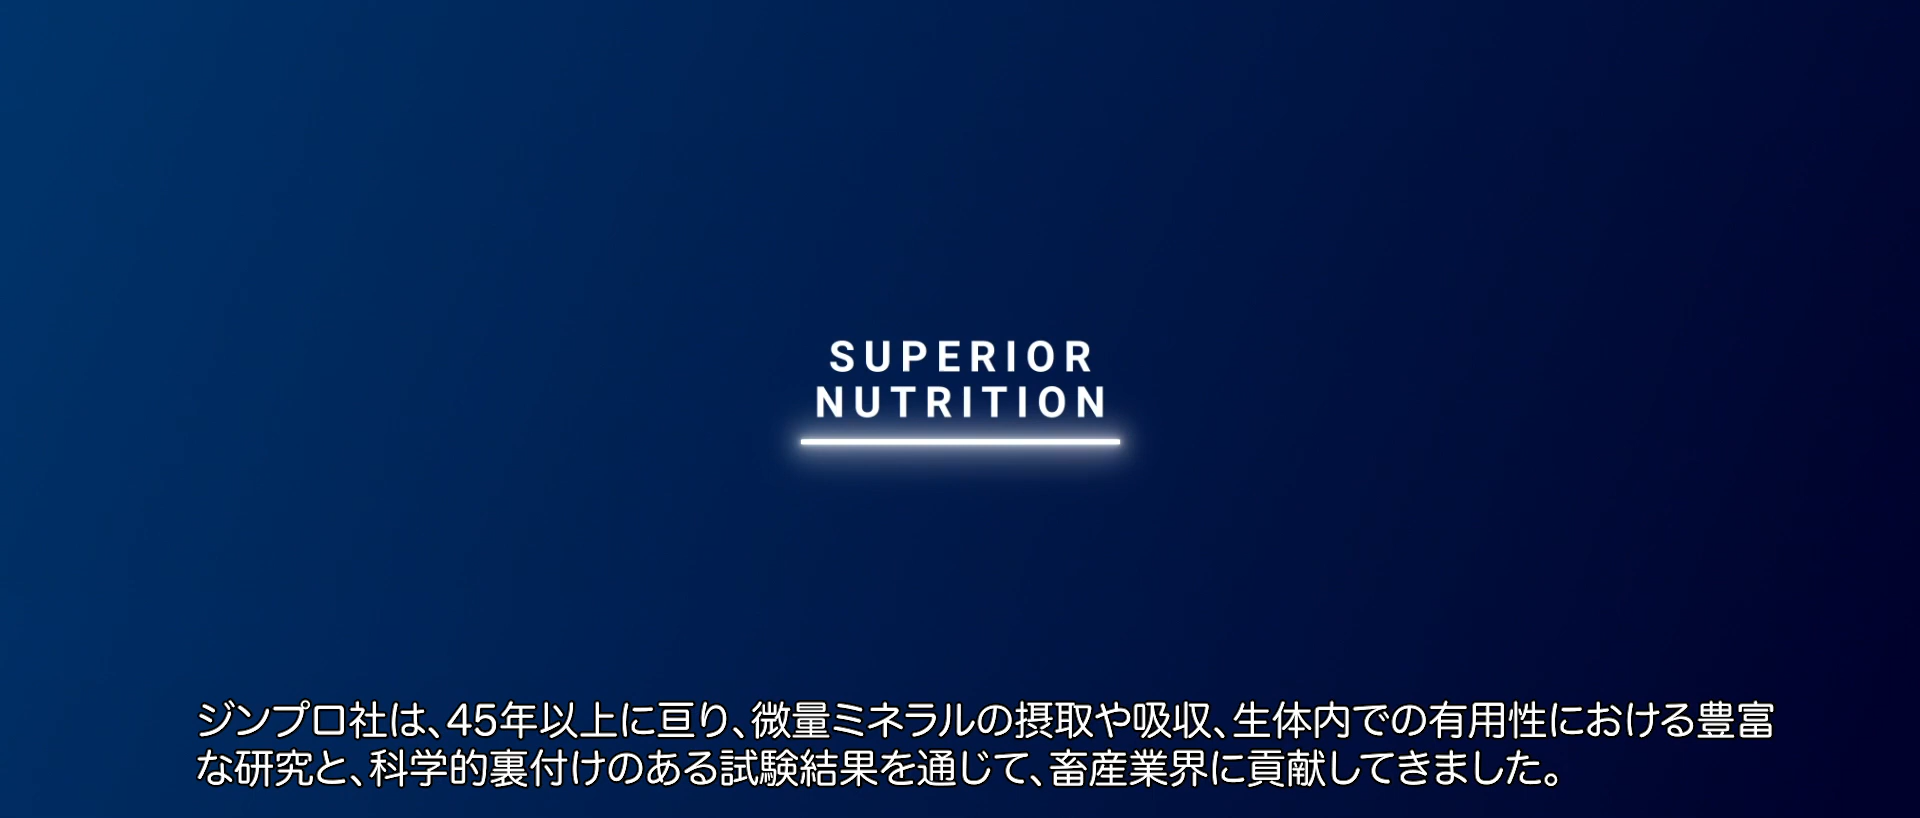 SUPERIOR
NUTRITION
ジンプロ社は、45年以上に亘り、微量ミネラルの摂取や吸収、生体内での有用性における豊富
な研究と、科学的裏付けのある試験結果を通じて、畜産業界に貢献してきました。